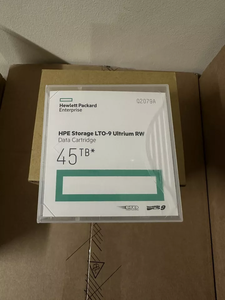 Hewlett Packard
Enterprise
Q2079A
HPE Storage LTO-9 Ultrium RW
Data Cartridge
45TB*